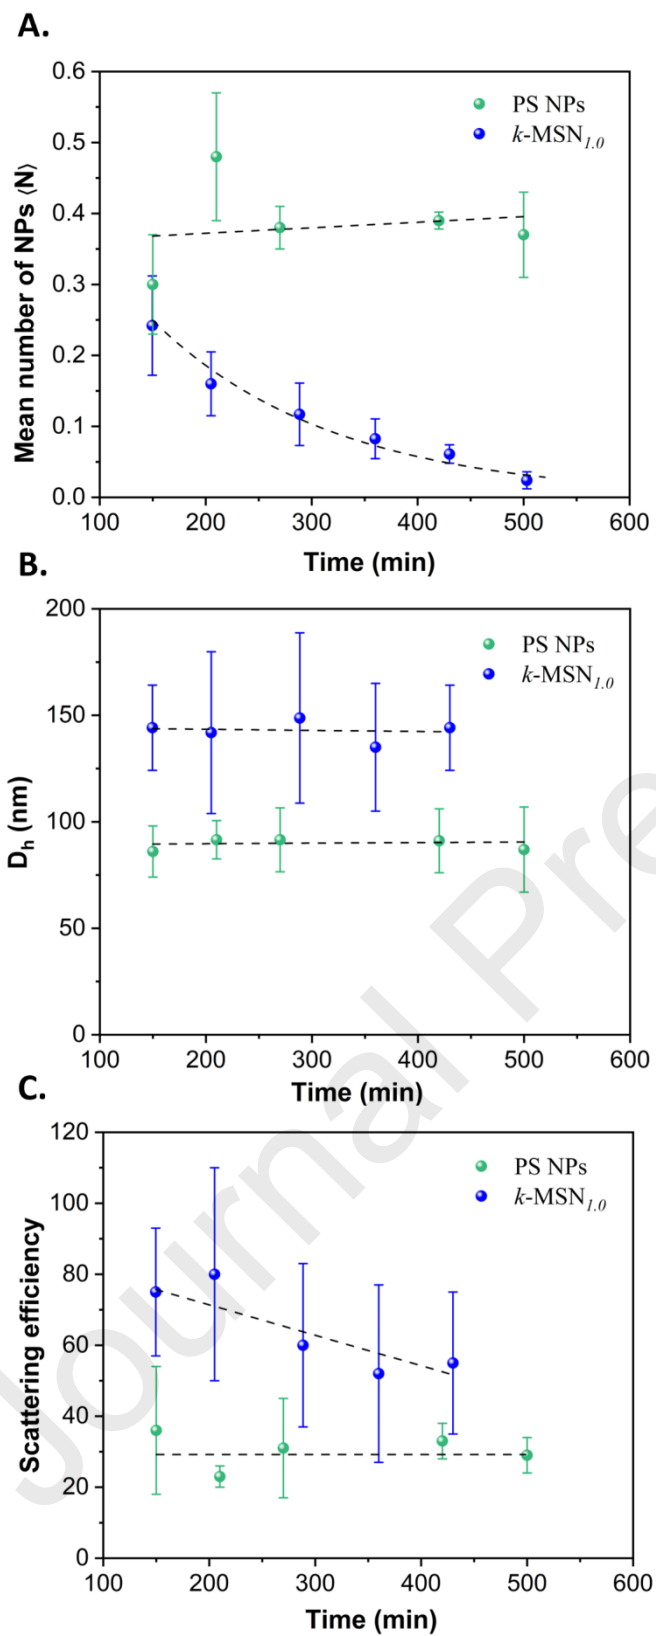 A.
0.6
0.5
0.4
0.3
0.2
0.1
0.0
Mean number of NPs ⟨N⟩
PS NPs
k-MSN1.0
100 200 300 400 500 600
Time (min)
B.
200
150
100
50
0
Dh (nm)
PS NPs
k-MSN1.0
100 200 300 400 500 600
Time (min)
C.
120
100
80
60
40
20
0
Scattering efficiency
PS NPs
k-MSN1.0
100 200 300 400 500 600
Time (min)
Journal Pre